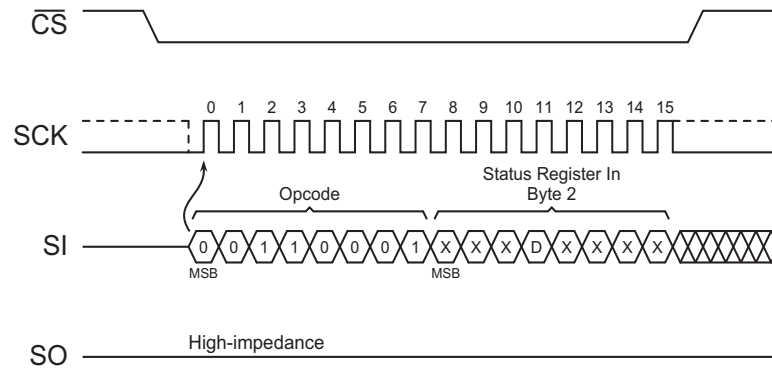 CS
0 1 2 3 4 5 6 7 8 9 10 11 12 13 14 15
SCK
Status Register In
Opcode Byte 2
SI 0 0 1 1 0 0 0 1 X X X D X X X X
MSB MSB
High-impedance
SO